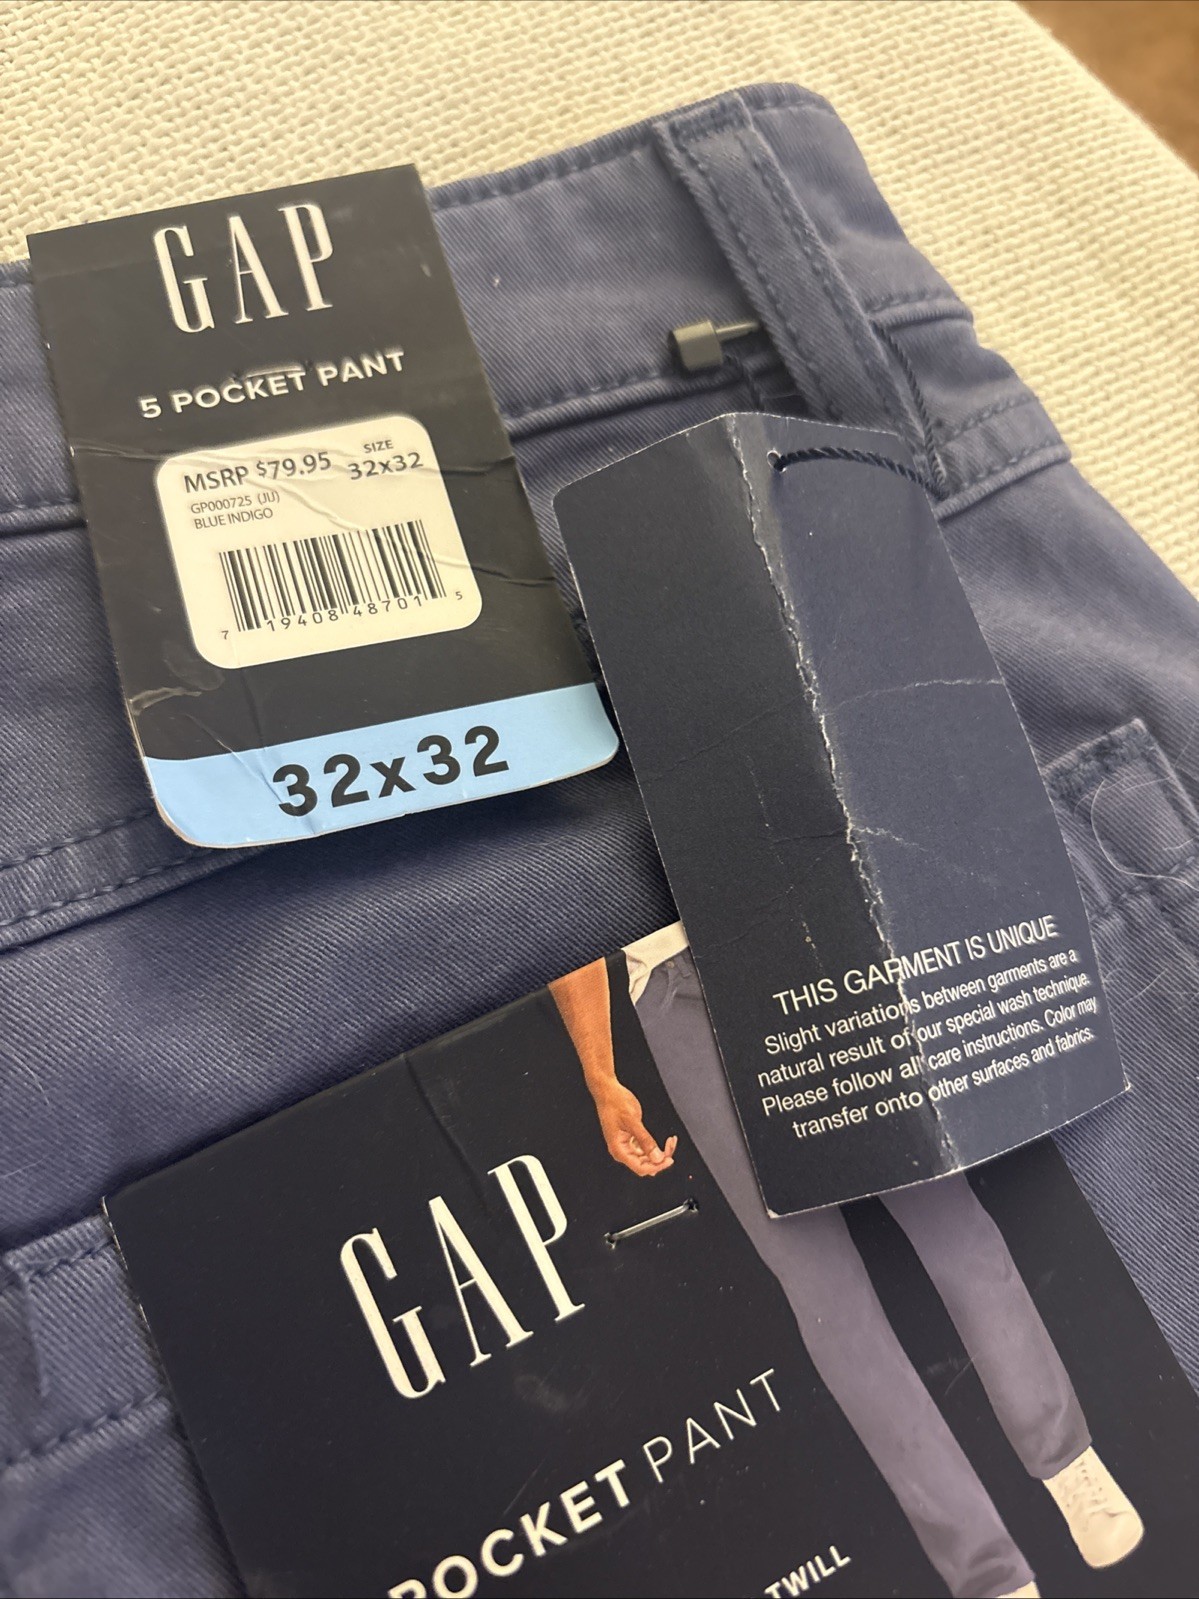 GAP
5 POCKET PANT
MSRP $79.95 SIZE
32x32
GP000725 (JIJ)
BLUE INDIGO
7 19408 48701 5
32x32
THIS GARMENT IS UNIQUE
Slight variations between garments are a
natural result of our special wash technique.
Please follow all care instructions. Color may
transfer onto other surfaces and fabrics.
GAP
POCKET PANT
TWILL